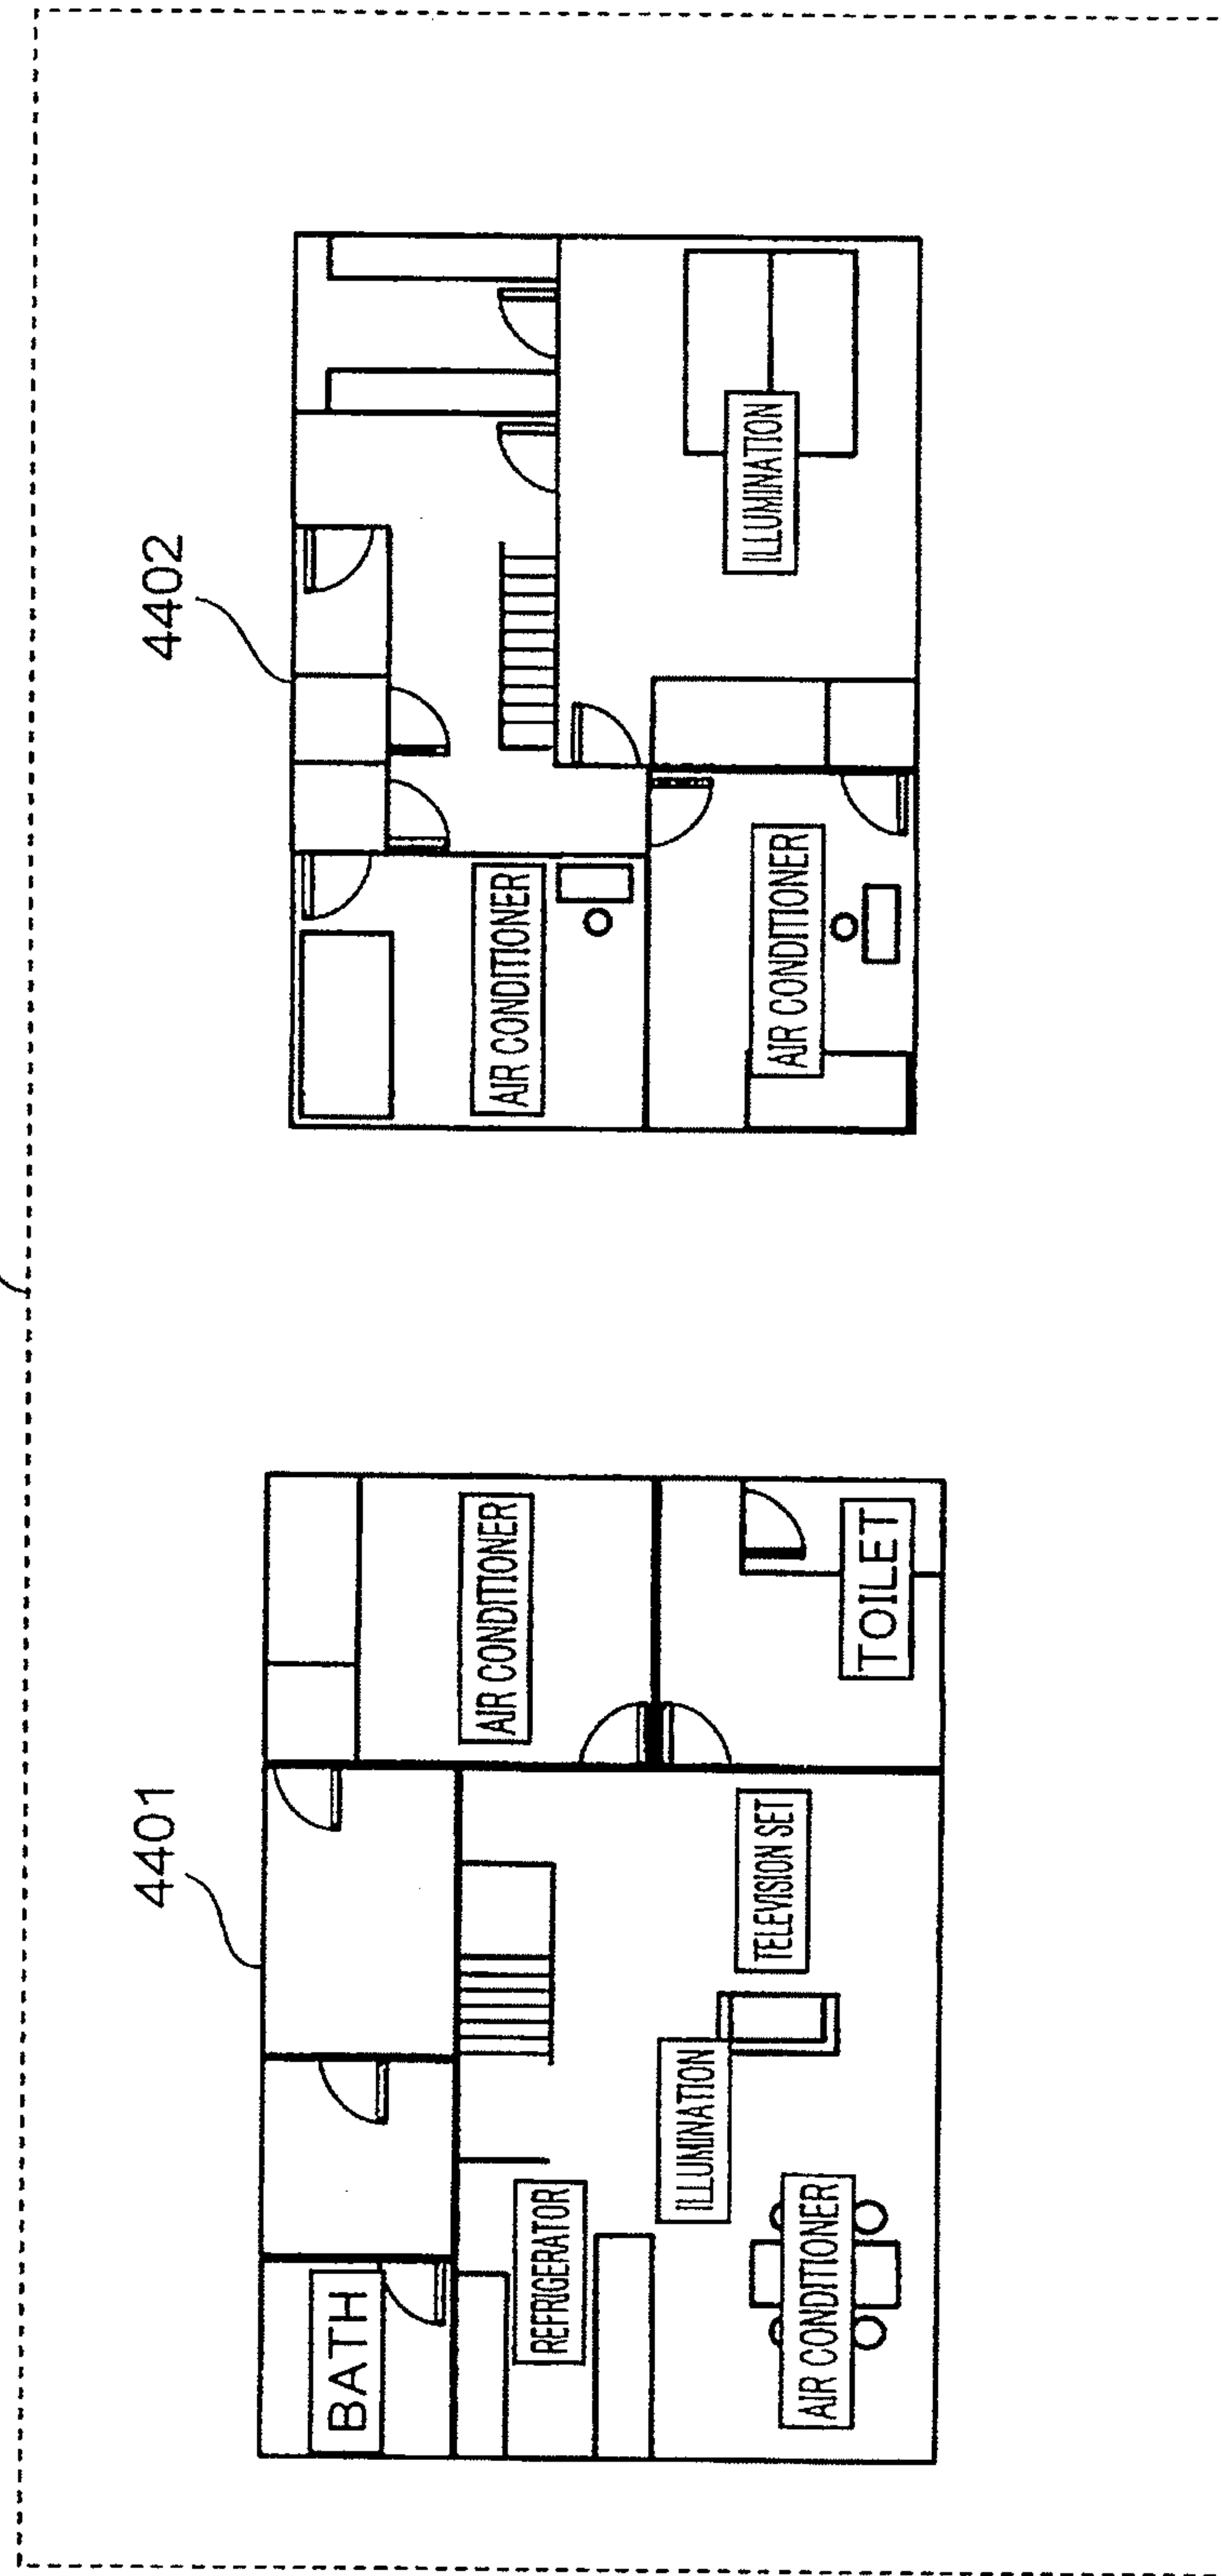 4401
BATH
AIR CONDITIONER
REFRIGERATOR
ILLUMINATION
TELEVISION SET
AIR CONDITIONER
TOILET
4402
AIR CONDITIONER
AIR CONDITIONER
ILLUMINATION